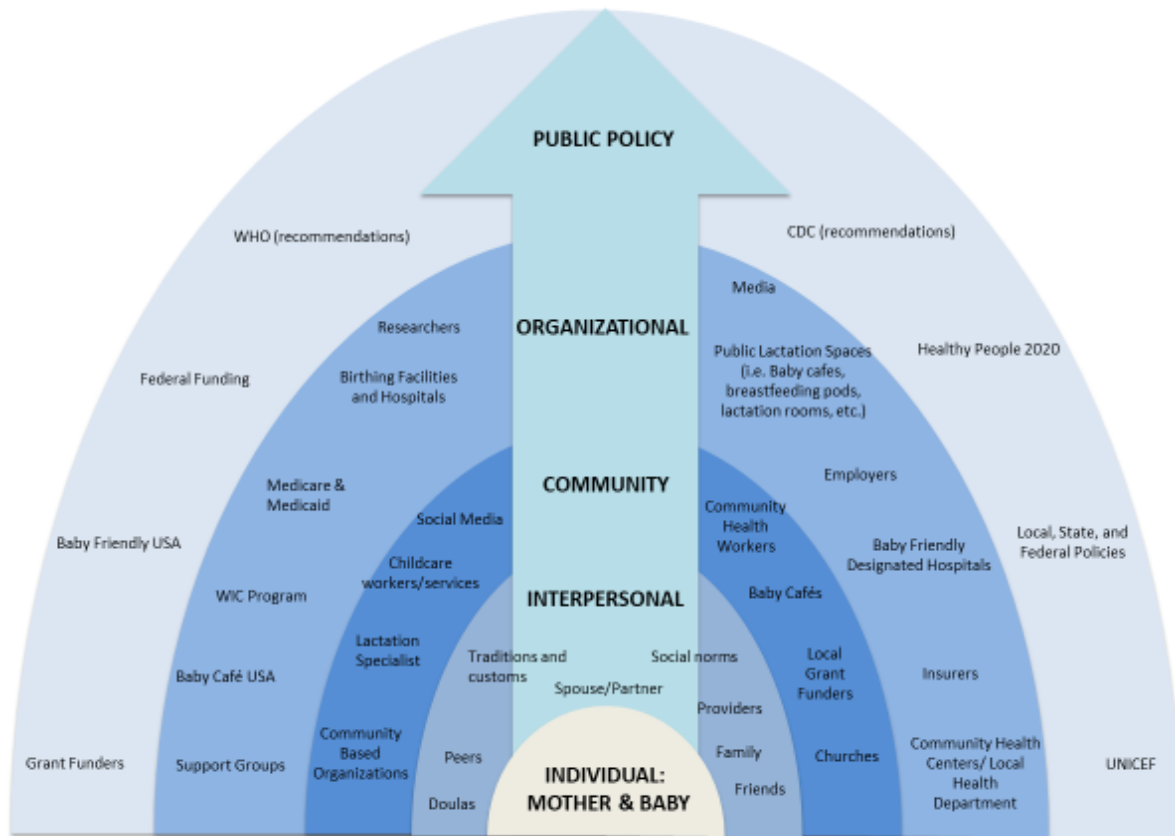 PUBLIC POLICY
WHO (recommendations)
CDC (recommendations)
Media
Researchers
ORGANIZATIONAL
Healthy People 2020
Public Lactation Spaces
(i.e. Baby cafes,
breastfeeding pods,
lactation rooms, etc.)
Federal Funding
Birthing Facilities
and Hospitals
Employers
Medicare &
Medicaid
COMMUNITY
Social Media
Community
Health
Workers
Baby Friendly USA
Local, State, and
Federal Policies
Baby Friendly
Designated Hospitals
Childcare
workers/services
WIC Program
INTERPERSONAL
Baby Cafés
Lactation
Specialist
Traditions and
customs
Social norms
Local
Grant
Funders
Baby Café USA
Spouse/Partner
Insurers
Providers
Grant Funders
Support Groups
Community
Based
Organizations
Peers
Family
Churches
Community Health
Centers/ Local
Health
Department
UNICEF
Doulas
INDIVIDUAL:
MOTHER & BABY
Friends